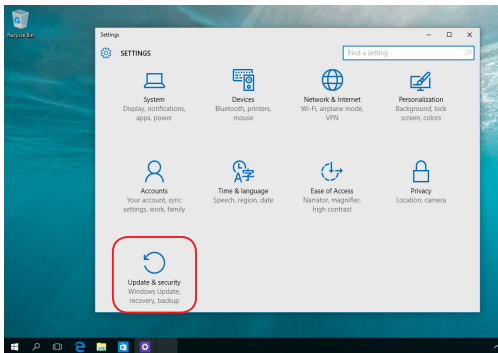 Recycle Bin
Settings
SETTINGS
Find a setting
System
Display, notifications,
apps, power
Devices
Bluetooth, printers,
mouse
Network & Internet
Wi-Fi, airplane mode,
VPN
Personalization
Background, lock
screen, colors
Accounts
Your account, sync
settings, work, family
Time & language
Speech, region, date
Ease of Access
Narrator, magnifier,
high contrast
Privacy
Location, camera
Update & security
Windows Update,
recovery, backup